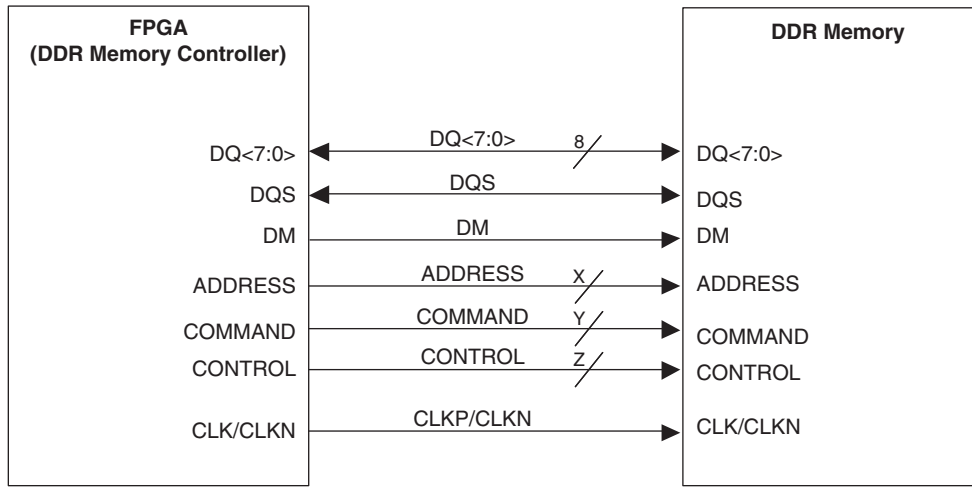 FPGA
(DDR Memory Controller)
DDR Memory
DQ<7:0>
DQ<7:0>
8
DQ<7:0>
DQS
DQS
DQS
DM
DM
DM
ADDRESS
ADDRESS
X
ADDRESS
COMMAND
COMMAND
Y
COMMAND
CONTROL
CONTROL
Z
CONTROL
CLK/CLKN
CLKP/CLKN
CLK/CLKN